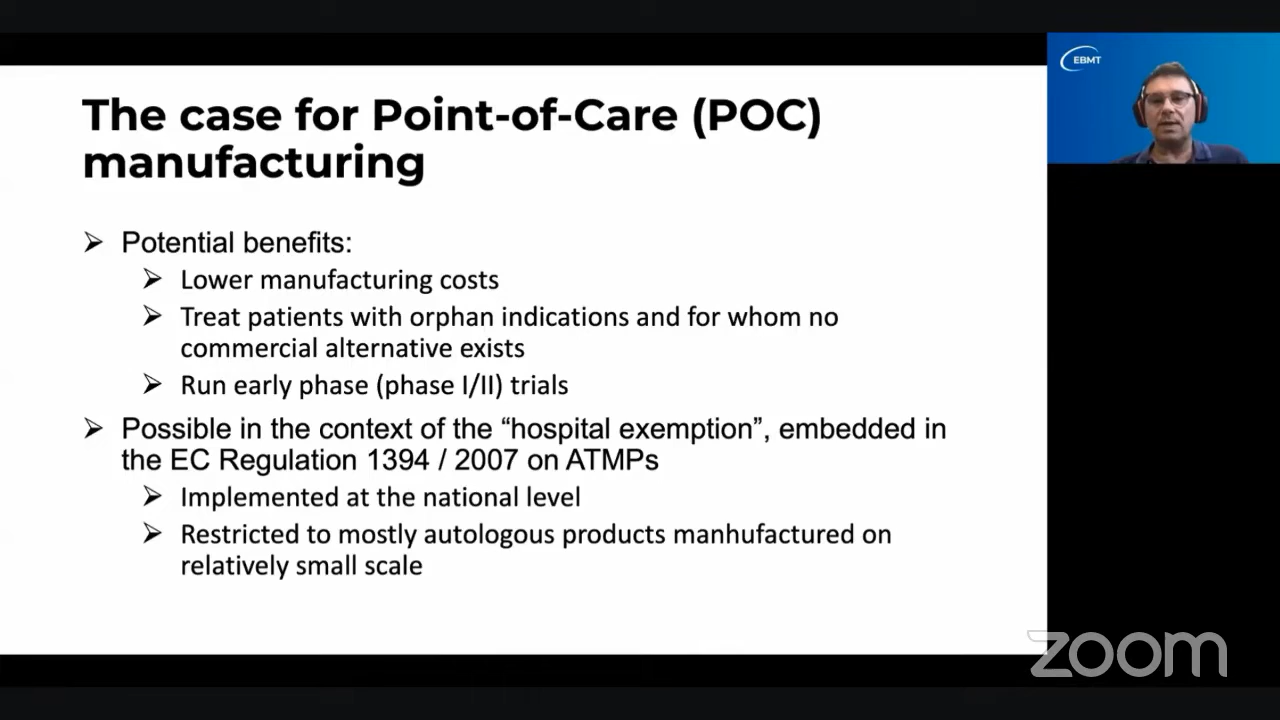 The case for Point-of-Care (POC)
manufacturing
➢ Potential benefits:
➢ Lower manufacturing costs
➢ Treat patients with orphan indications and for whom no
commercial alternative exists
➢ Run early phase (phase I/II) trials
➢ Possible in the context of the “hospital exemption”, embedded in
the EC Regulation 1394 / 2007 on ATMPs
➢ Implemented at the national level
➢ Restricted to mostly autologous products manhufactured on
relatively small scale
EBMT
zoom